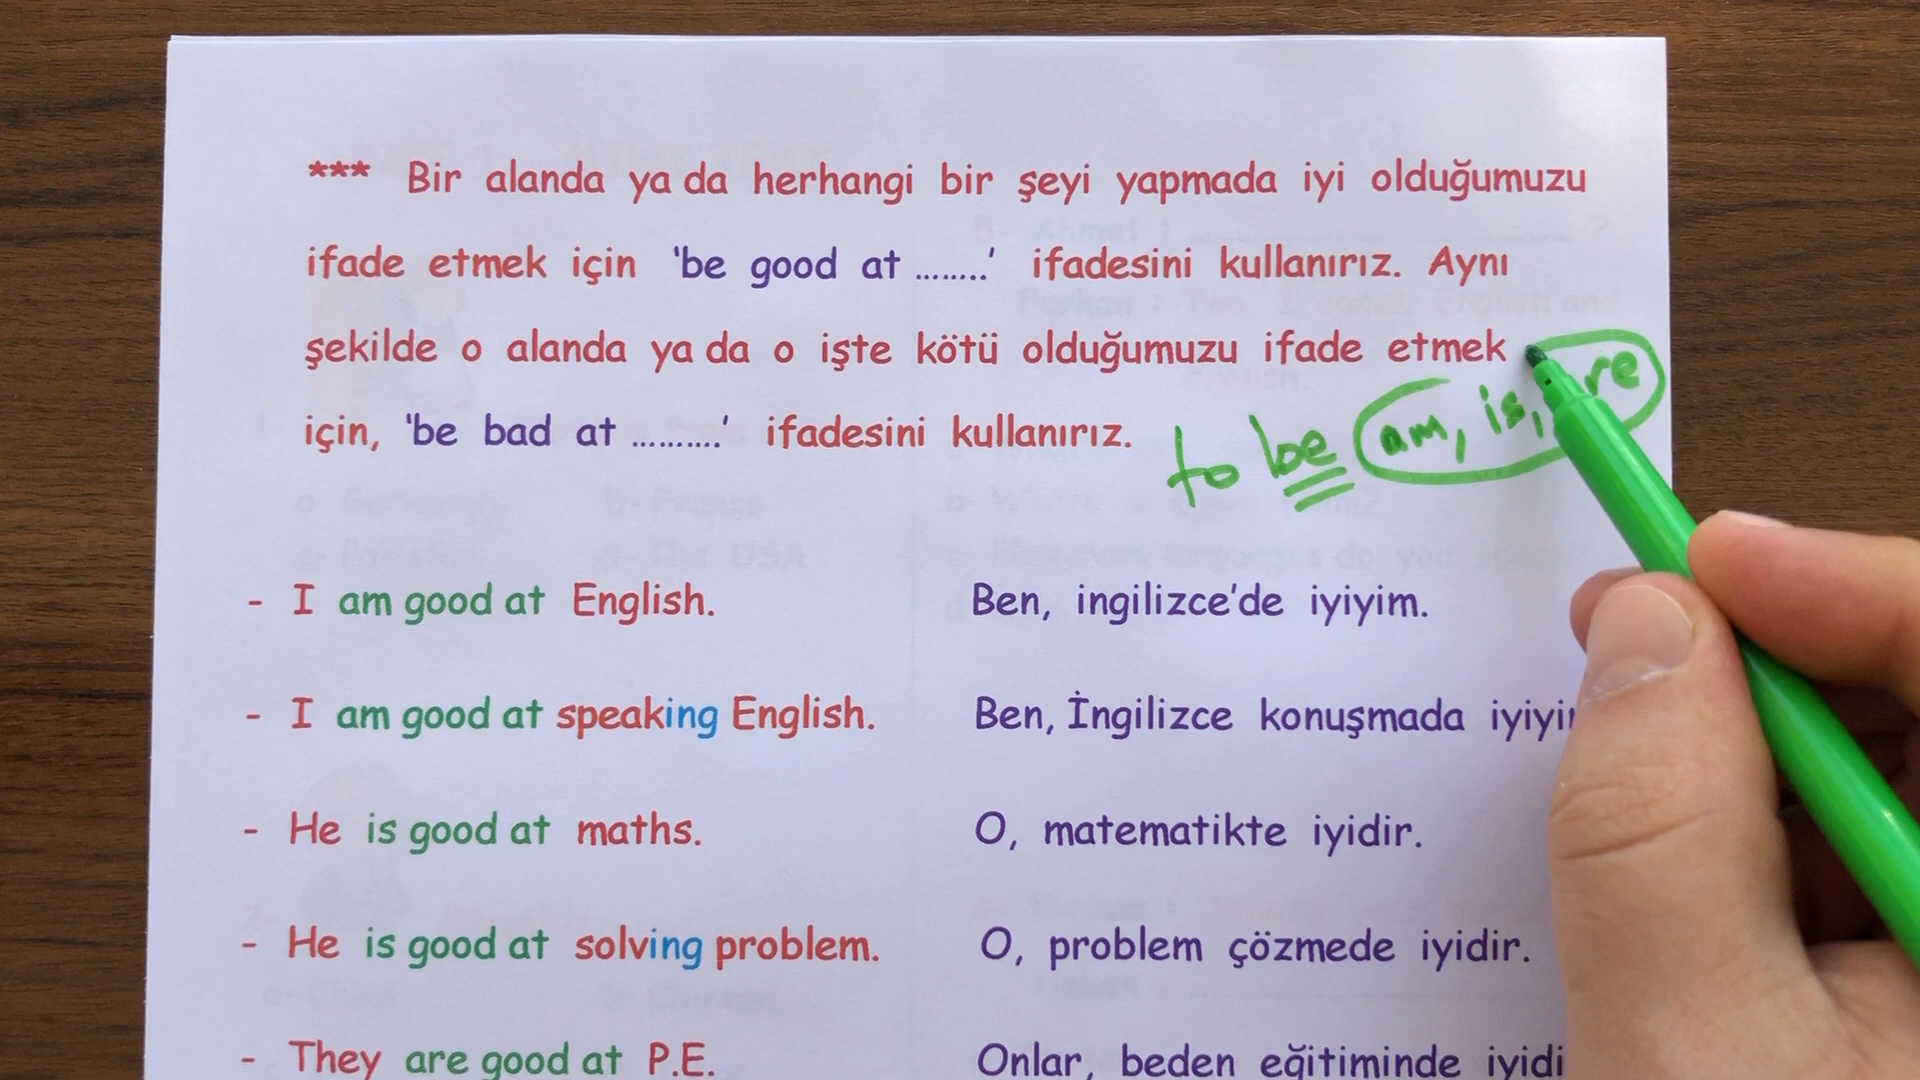 *** Bir alanda ya da herhangi bir şeyi yapmada iyi olduğumuzu
ifade etmek için 'be good at ........' ifadesini kullanırız. Aynı
şekilde o alanda ya da o işte kötü olduğumuzu ifade etmek
için, 'be bad at ..........' ifadesini kullanırız.
to be am, is, re
- I am good at English. Ben, ingilizce'de iyiyim.
- I am good at speaking English. Ben, İngilizce konuşmada iyiyi
- He is good at maths. O, matematikte iyidir.
- He is good at solving problem. O, problem çözmede iyidir.
- They are good at P.E. Onlar, beden eğitiminde iyidi